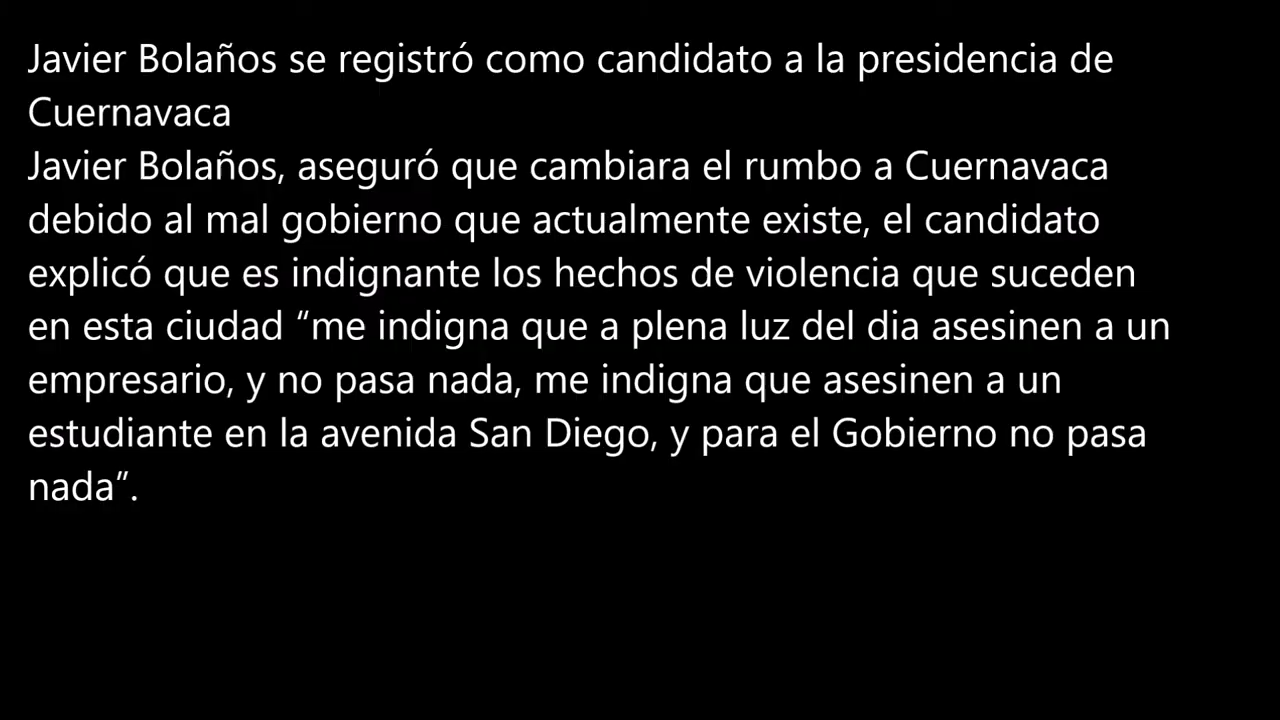 Javier Bolaños se registró como candidato a la presidencia de
Cuernavaca
Javier Bolaños, aseguró que cambiara el rumbo a Cuernavaca
debido al mal gobierno que actualmente existe, el candidato
explicó que es indignante los hechos de violencia que suceden
en esta ciudad “me indigna que a plena luz del dia asesinen a un
empresario, y no pasa nada, me indigna que asesinen a un
estudiante en la avenida San Diego, y para el Gobierno no pasa
nada”.